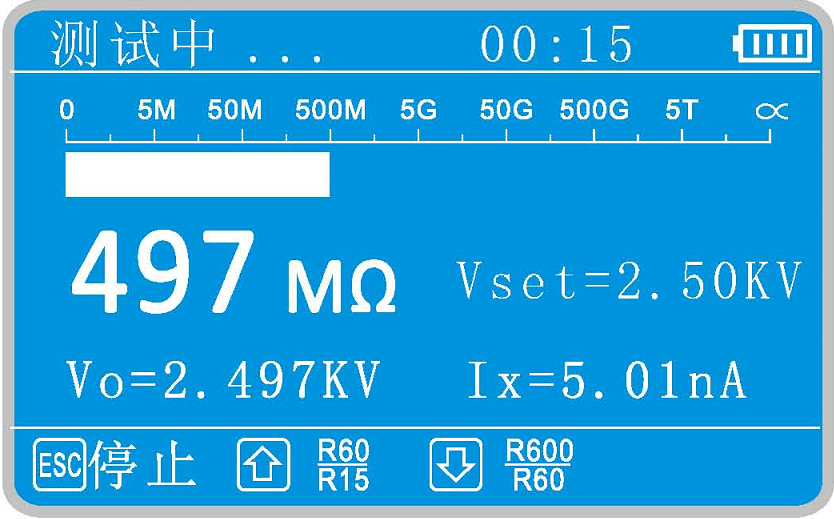 测试中 ... 00:15
0 5M 50M 500M 5G 50G 500G 5T ∝
497 MΩ Vset=2.50KV
Vo=2.497KV Ix=5.01nA
ESC 停止 R60/R15 R600/R60